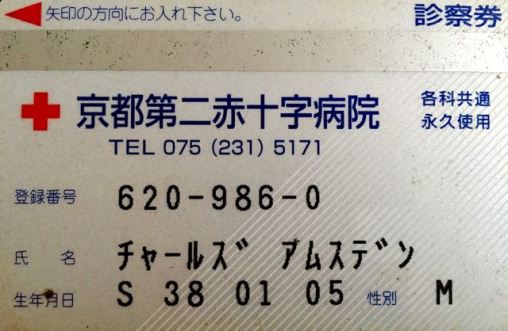 矢印の方向にお入れ下さい。 診察券
京都第二赤十字病院 各科共通
永久使用
TEL 075 (231) 5171
登録番号 620-986-0
氏 名 ﾁｬｰﾙｽﾞ ｱﾑｽﾃﾞﾝ
生年月日 S 38 01 05 性別 M